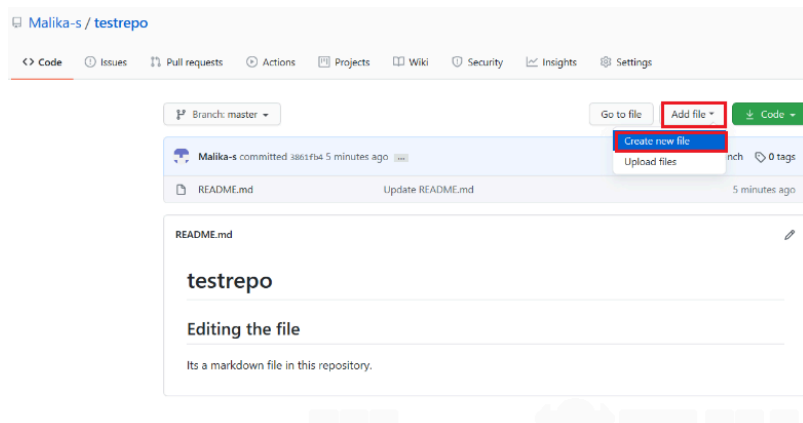 Malika-s / testrepo
Code Issues Pull requests Actions Projects Wiki Security Insights Settings
Branch: master Go to file Add file Code
Create new file
Malika-s committed 3861fb4 5 minutes ago ... nch 0 tags
Upload files
README.md Update README.md 5 minutes ago
README.md
testrepo
Editing the file
Its a markdown file in this repository.